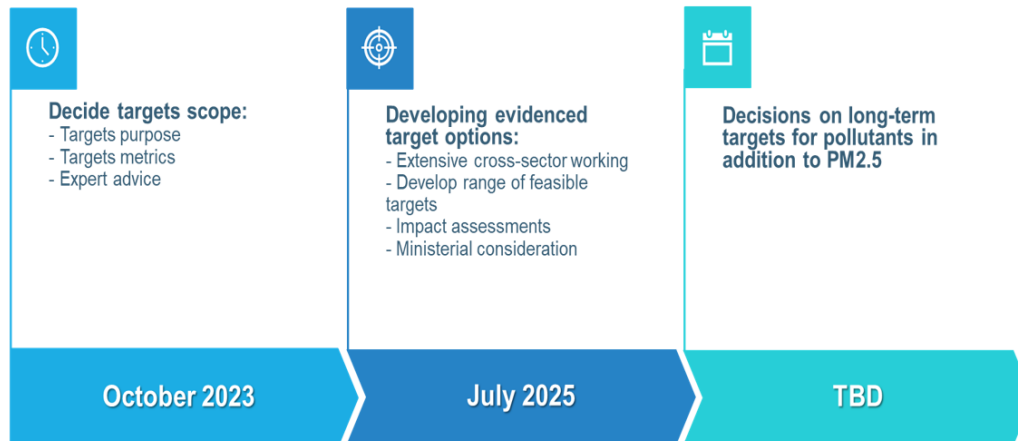 Decide targets scope:
- Targets purpose
- Targets metrics
- Expert advice
Developing evidenced
target options:
- Extensive cross-sector working
- Develop range of feasible
targets
- Impact assessments
- Ministerial consideration
Decisions on long-term
targets for pollutants in
addition to PM2.5
October 2023
July 2025
TBD